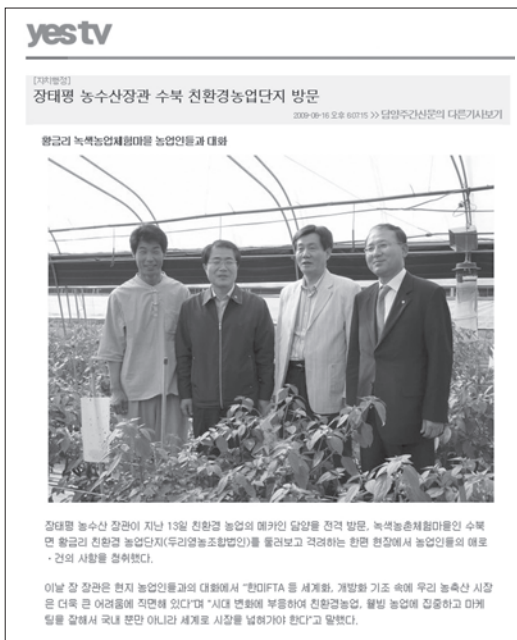 yestv
[자치행정]
장태평 농수산장관 수북 친환경농업단지 방문
2009-09-16 오후 6:07:15 >> 담양주간신문의 다른기사보기
황금리 녹색농업체험마을 농업인들과 대화
장태평 농수산 장관이 지난 13일 친환경 농업의 메카인 담양을 전격 방문, 녹색농촌체험마을인 수북
면 황금리 친환경 농업단지(두리영농조합법인)를 둘러보고 격려하는 한편 현장에서 농업인들의 애로
·건의 사항을 청취했다.
이날 장 장관은 현지 농업인들과의 대화에서 "한미FTA 등 세계화, 개방화 기조 속에 우리 농축산 시장
은 더욱 큰 어려움에 직면해 있다"며 "시대 변화에 부응하여 친환경농업, 웰빙 농업에 집중하고 마케
팅을 잘해서 국내 뿐만 아니라 세계로 시장을 넓혀가야 한다"고 말했다.